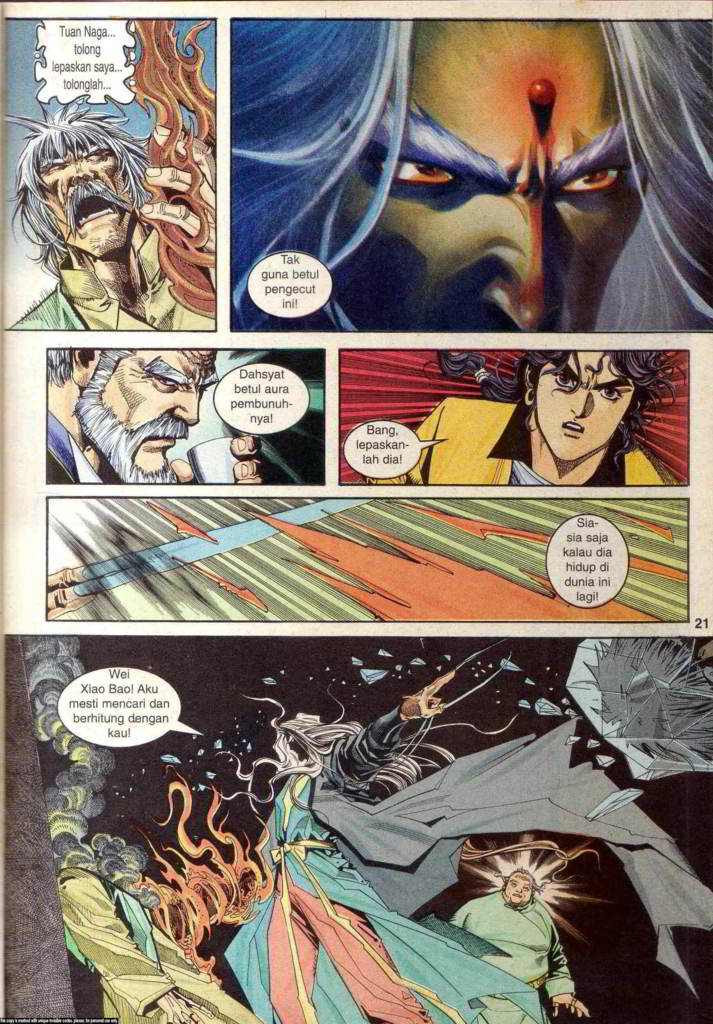 Tuan Naga...
tolong
lepaskan saya...
tolonglah...
Tak
guna betul
pengecut
ini!
Dahsyat
betul aura
pembunuh-
nya!
Bang,
lepaskan-
lah dia!
Sia-
sia saja
kalau dia
hidup di
dunia ini
lagi!
21
Wei
Xiao Bao! Aku
mesti mencari dan
berhitung dengan
kau!